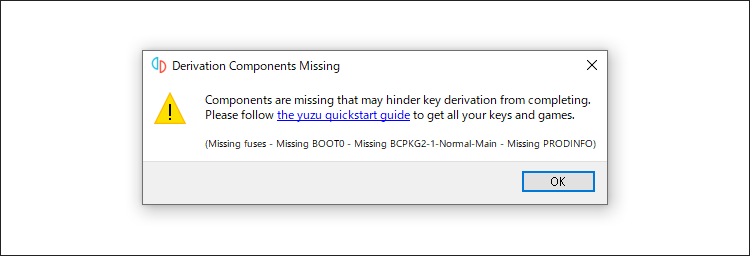 Derivation Components Missing
Components are missing that may hinder key derivation from completing.
Please follow the yuzu quickstart guide to get all your keys and games.
(Missing fuses - Missing BOOT0 - Missing BCPKG2-1-Normal-Main - Missing PRODINFO)
OK